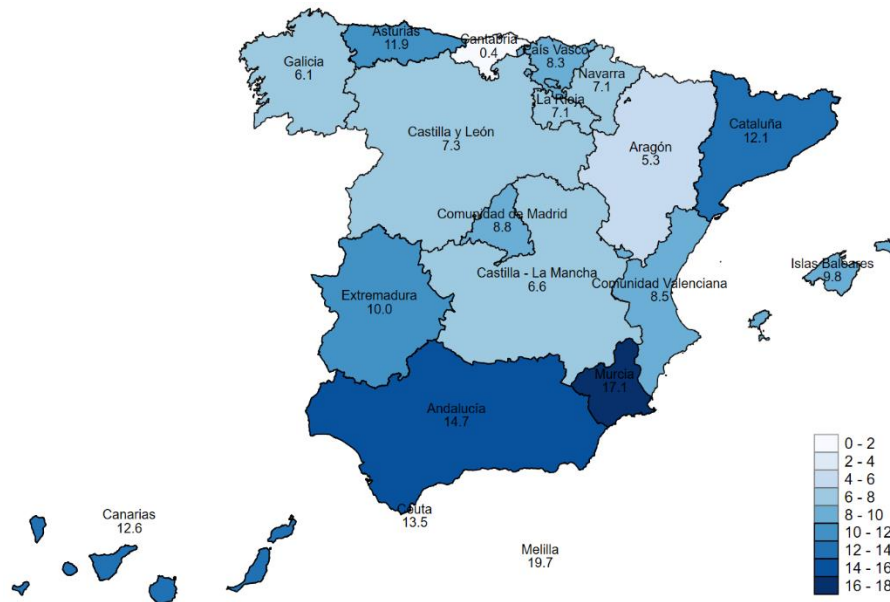 Asturias
11.9
Cantabria
0.4
País Vasco
8.3
Galicia
6.1
Navarra
7.1
La Rioja
7.1
Castilla y León
7.3
Aragón
5.3
Cataluña
12.1
Comunidad de Madrid
8.8
Castilla - La Mancha
6.6
Comunidad Valenciana
8.5
Islas Baleares
9.8
Extremadura
10.0
Murcia
17.1
Andalucía
14.7
Ceuta
13.5
Melilla
19.7
Canarias
12.6
0 - 2
2 - 4
4 - 6
6 - 8
8 - 10
10 - 12
12 - 14
14 - 16
16 - 18